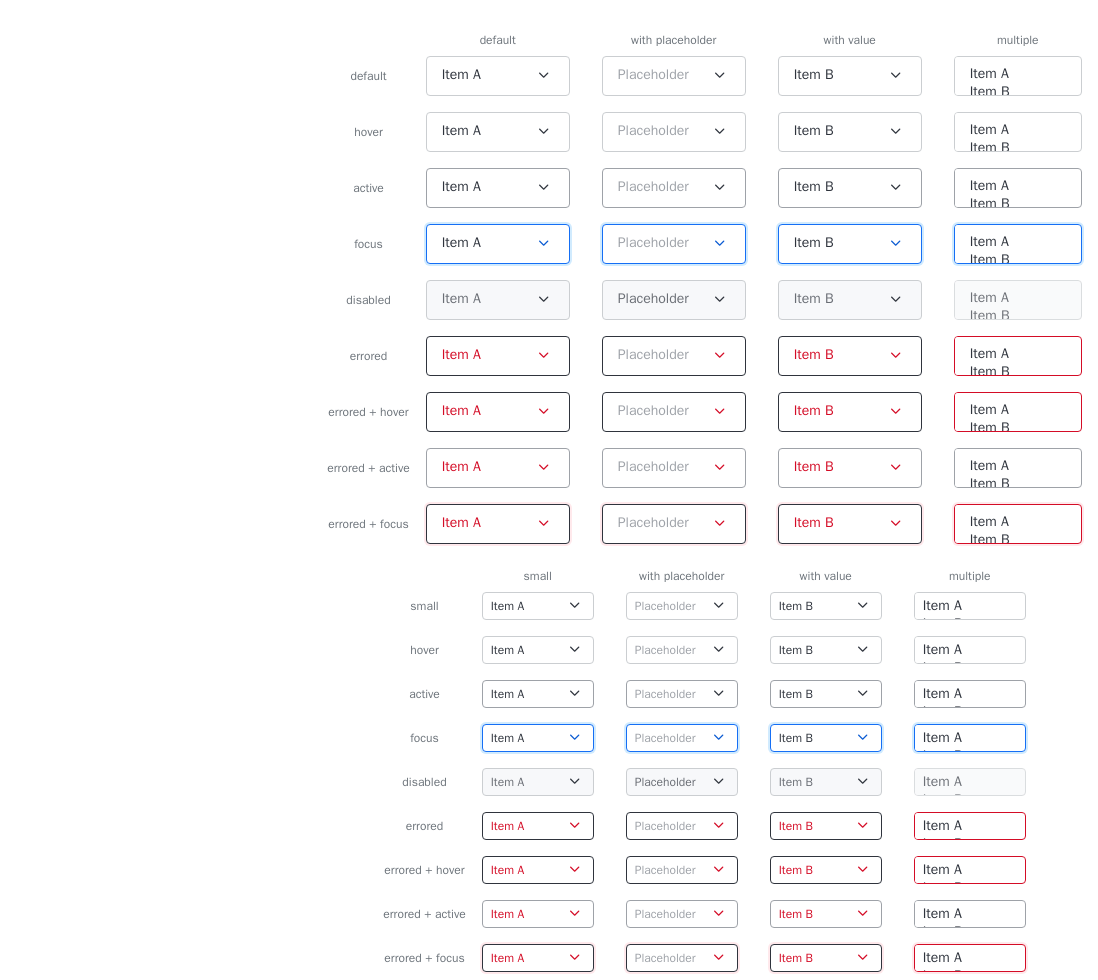 default with placeholder with value multiple
default Item A Placeholder Item B Item A
Item B
hover Item A Placeholder Item B Item A
Item B
active Item A Placeholder Item B Item A
Item B
focus Item A Placeholder Item B Item A
Item B
disabled Item A Placeholder Item B Item A
Item B
errored Item A Placeholder Item B Item A
Item B
errored + hover Item A Placeholder Item B Item A
Item B
errored + active Item A Placeholder Item B Item A
Item B
errored + focus Item A Placeholder Item B Item A
Item B
small with placeholder with value multiple
small Item A Placeholder Item B Item A
hover Item A Placeholder Item B Item A
active Item A Placeholder Item B Item A
focus Item A Placeholder Item B Item A
disabled Item A Placeholder Item B Item A
errored Item A Placeholder Item B Item A
errored + hover Item A Placeholder Item B Item A
errored + active Item A Placeholder Item B Item A
errored + focus Item A Placeholder Item B Item A